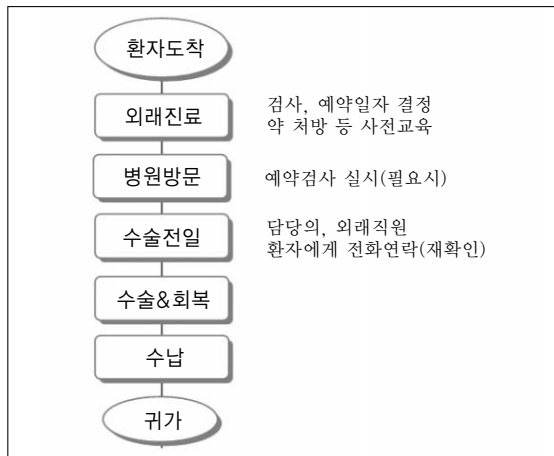 환자도착
외래진료
검사, 예약일자 결정
약 처방 등 사전교육
병원방문
예약검사 실시(필요시)
수술전일
담당의, 외래직원
환자에게 전화연락(재확인)
수술&회복
수납
귀가